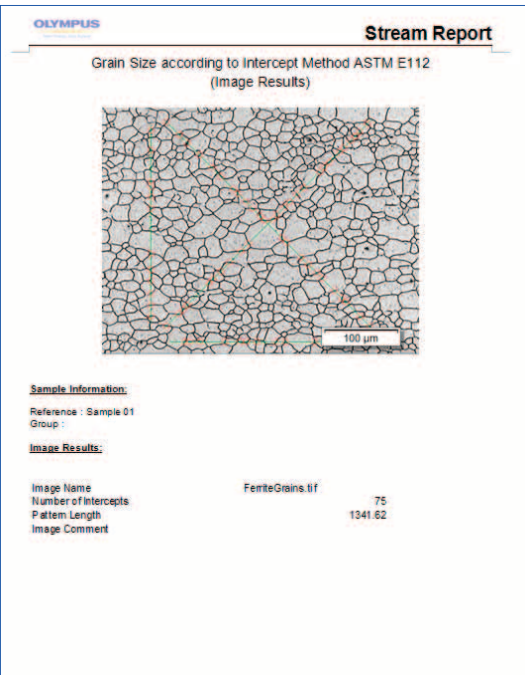 OLYMPUS
Stream Report
Grain Size according to Intercept Method ASTM E112
(Image Results)
100 µm
Sample Information:
Reference : Sample 01
Group :
Image Results:
Image Name FerriteGrains.tif
Number of Intercepts 75
Pattern Length 1341.62
Image Comment